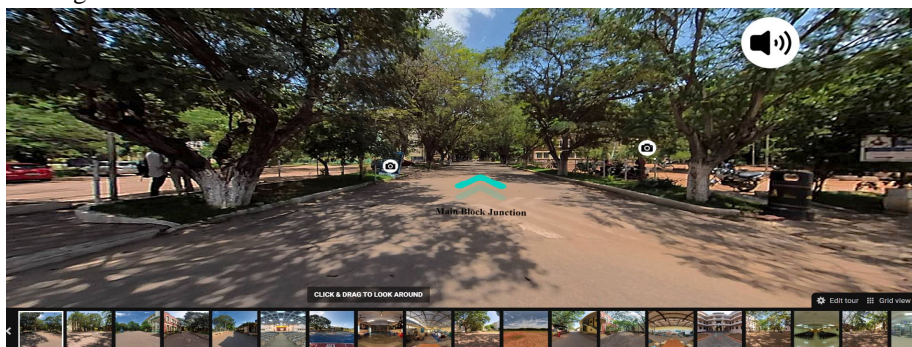 Main Block Junction
CLICK & DRAG TO LOOK AROUND
Edit tour
Grid view